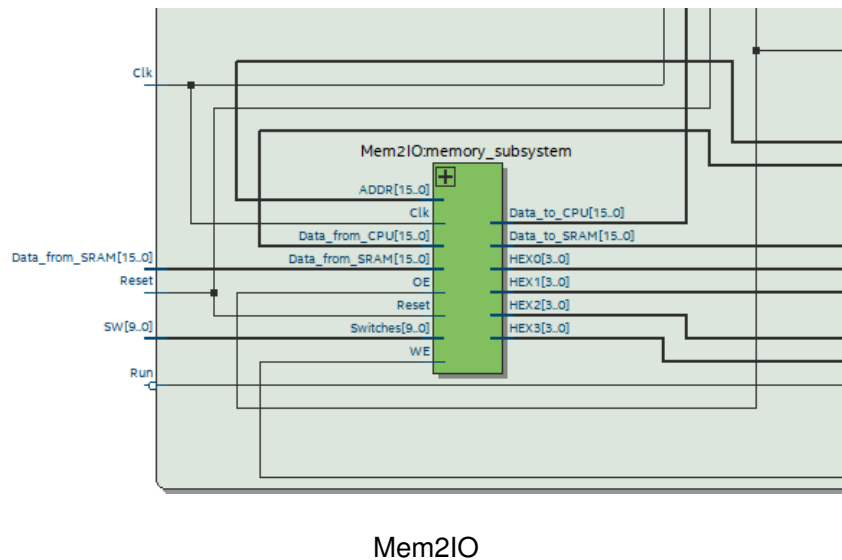 Clk
Mem2IO:memory_subsystem
ADDR[15..0]
Clk
Data_from_CPU[15..0]
Data_from_SRAM[15..0]
OE
Reset
Switches[9..0]
WE
Data_to_CPU[15..0]
Data_to_SRAM[15..0]
HEX0[3..0]
HEX1[3..0]
HEX2[3..0]
HEX3[3..0]
Data_from_SRAM[15..0]
Reset
SW[9..0]
Run
Mem2IO